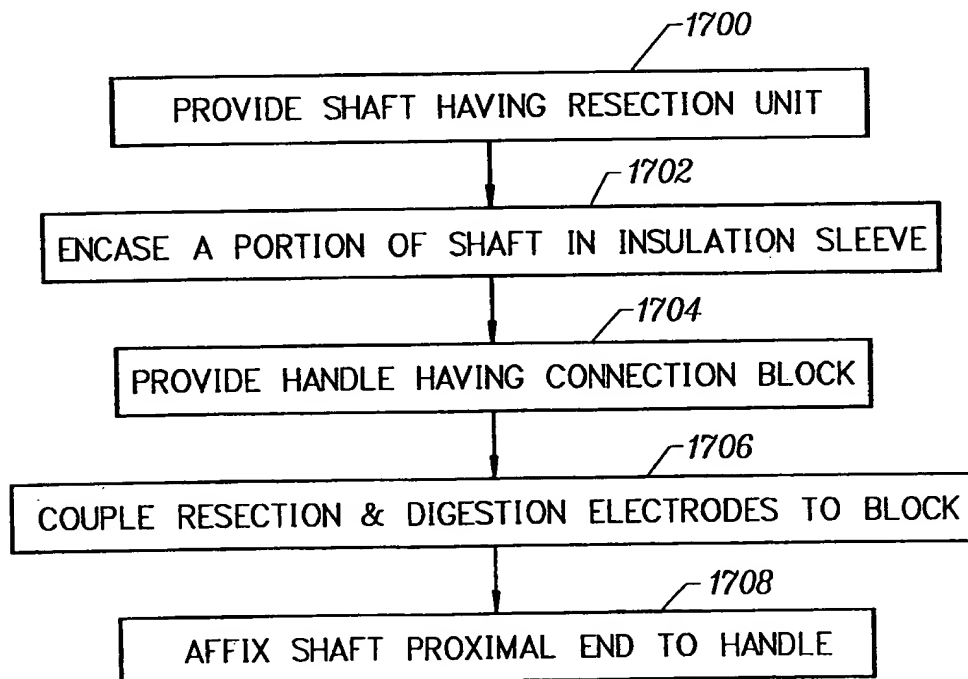 1700
PROVIDE SHAFT HAVING RESECTION UNIT
1702
ENCASE A PORTION OF SHAFT IN INSULATION SLEEVE
1704
PROVIDE HANDLE HAVING CONNECTION BLOCK
1706
COUPLE RESECTION & DIGESTION ELECTRODES TO BLOCK
1708
AFFIX SHAFT PROXIMAL END TO HANDLE